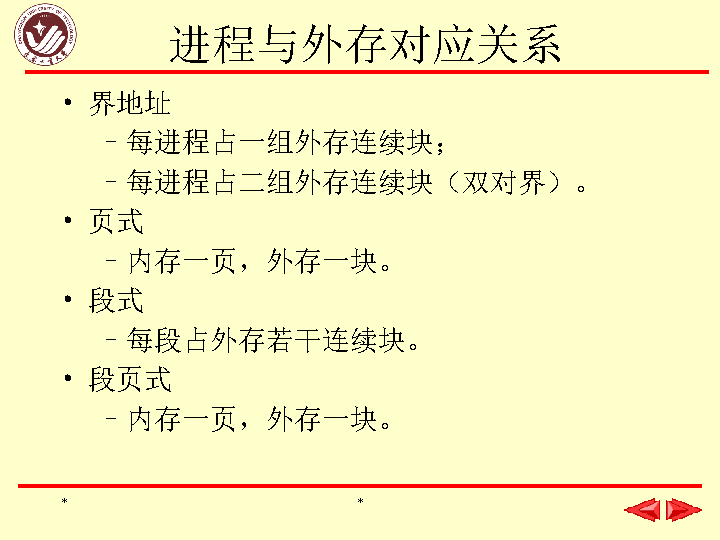 进程与外存对应关系
• 界地址
–每进程占一组外存连续块；
–每进程占二组外存连续块（双对界）。
• 页式
–内存一页，外存一块。
• 段式
–每段占外存若干连续块。
• 段页式
–内存一页，外存一块。
* *